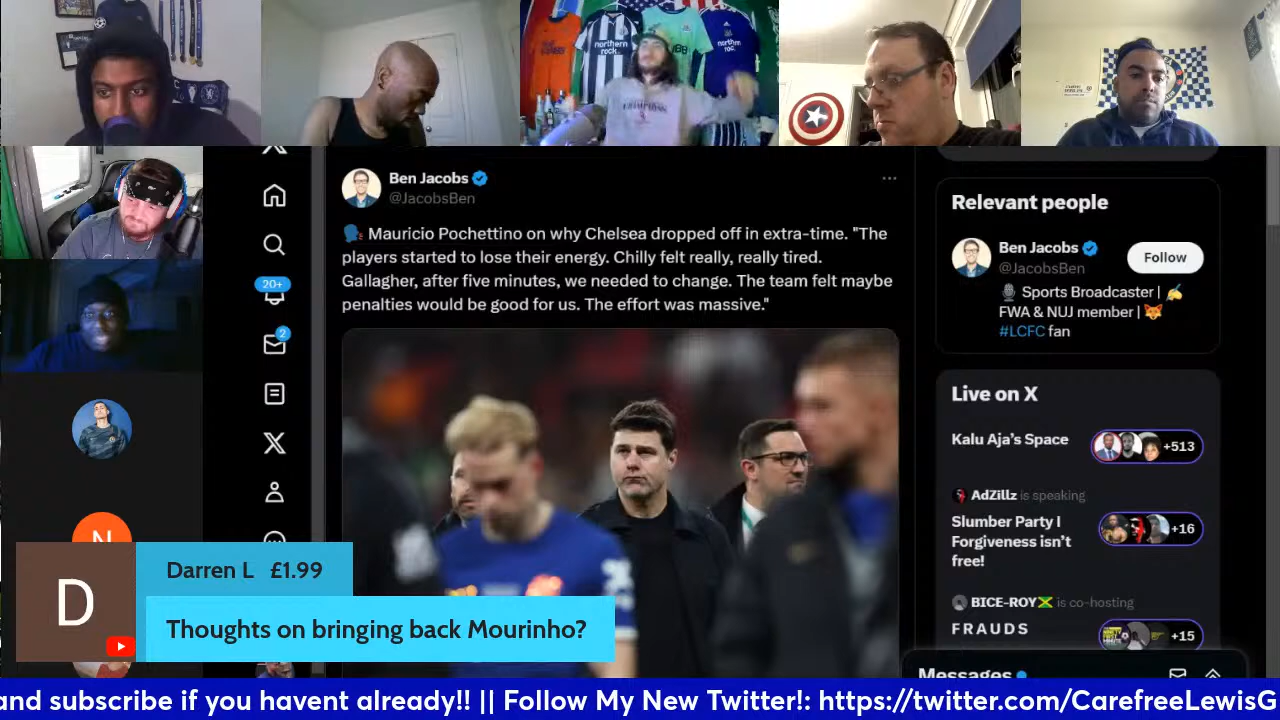 northern
rock
northern
rock
Ben Jacobs
@JacobsBen
Mauricio Pochettino on why Chelsea dropped off in extra-time. "The
players started to lose their energy. Chilly felt really, really tired.
Gallagher, after five minutes, we needed to change. The team felt maybe
penalties would be good for us. The effort was massive."
20+
2
Relevant people
Ben Jacobs
@JacobsBen
Follow
Sports Broadcaster |
FWA & NUJ member |
#LCFC fan
Live on X
Kalu Aja's Space
+513
AdZillz is speaking
Slumber Party I
Forgiveness isn't
free!
+16
BICE-ROY is co-hosting
FRAUDS
+15
Messages
N
D
Darren L £1.99
Thoughts on bringing back Mourinho?
and subscribe if you havent already!! || Follow My New Twitter!: https://twitter.com/CarefreeLewisG